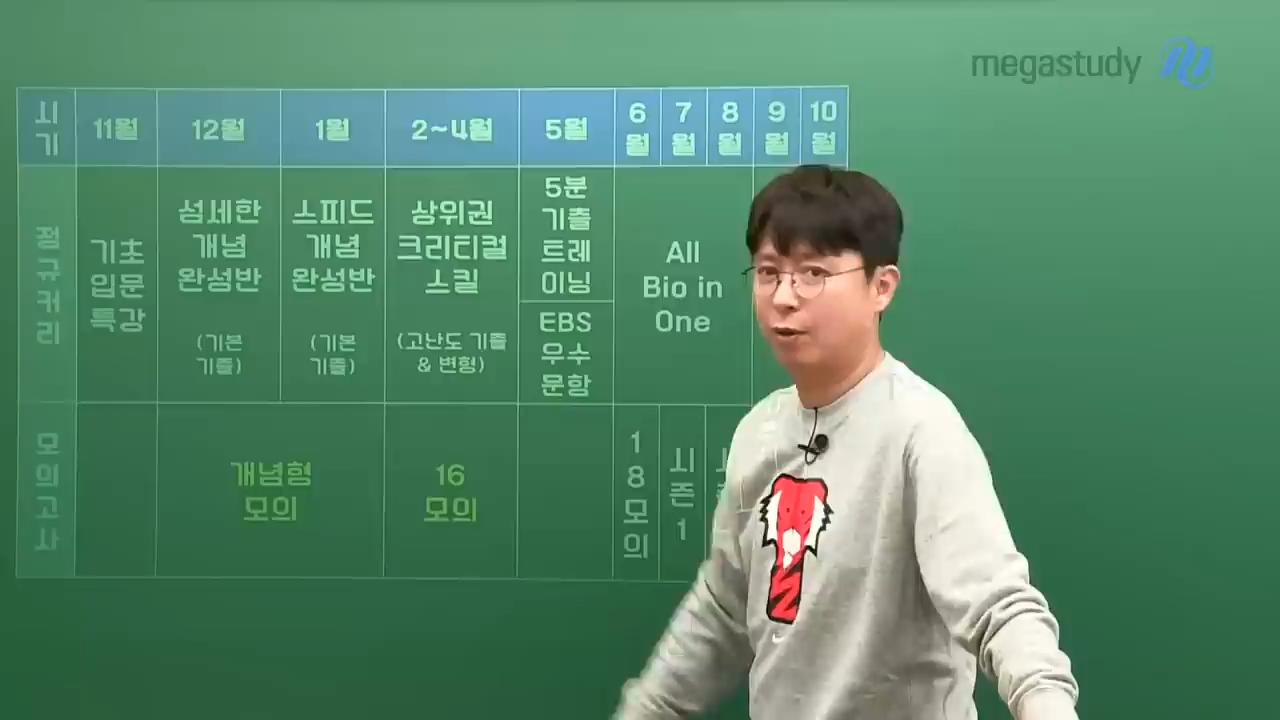 megastudy
시
기
11월
12월
1월
2~4월
5월
6
월
7
월
8
월
9
월
10
월
정
규
커
리
기초
입문
특강
섬세한
개념
완성반
(기본
기출)
스피드
개념
완성반
(기본
기출)
상위권
크리티컬
스킬
(고난도 기출
& 변형)
5분
기출
트레
이닝
EBS
우수
문항
All
Bio in
One
모
의
고
사
개념형
모의
16
모의
1
8
모
의
시
즌
1